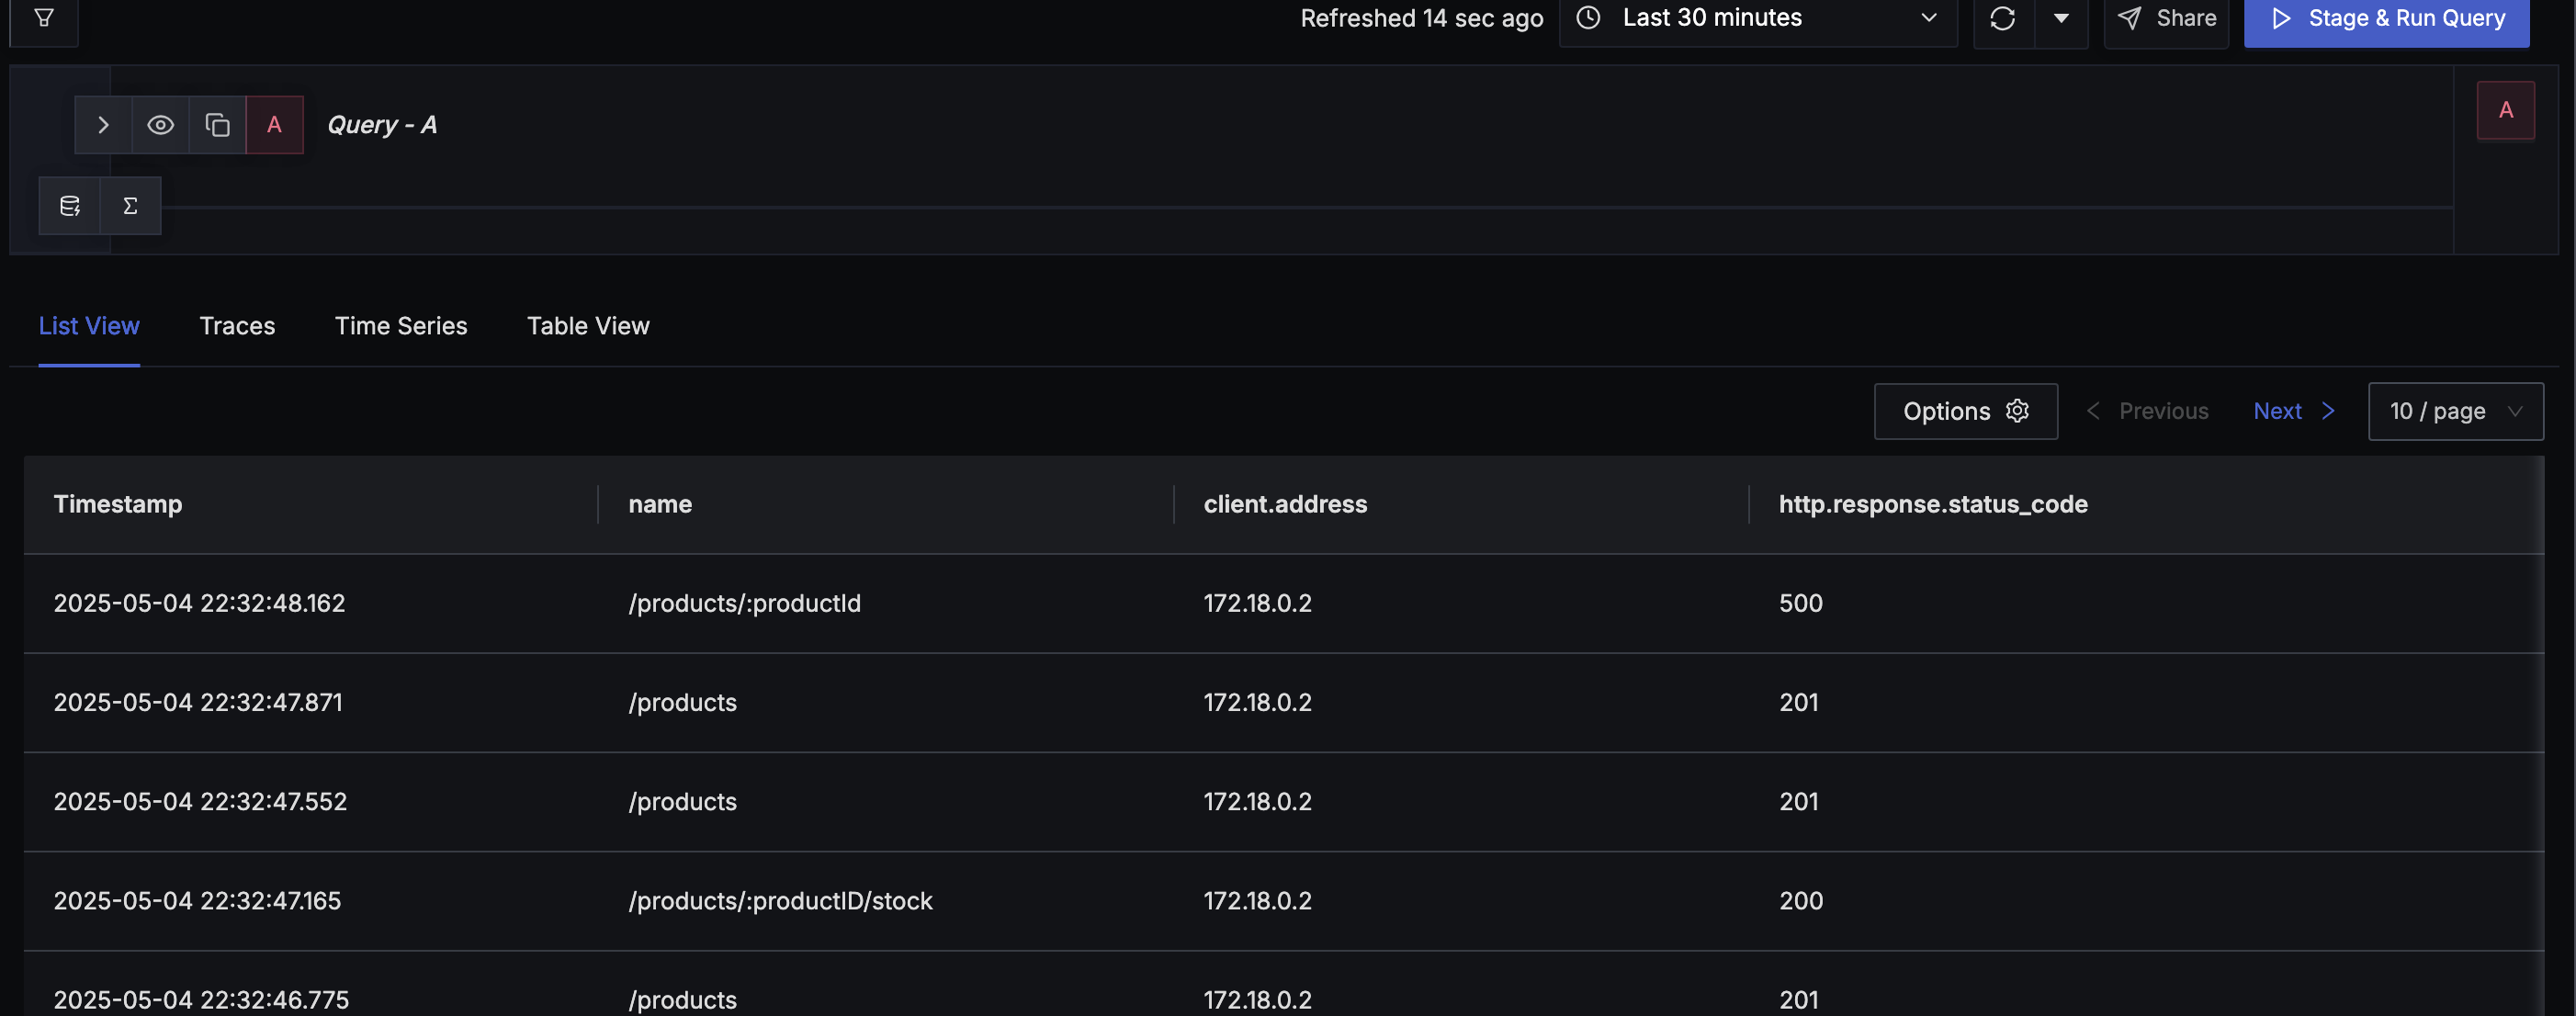 Refreshed 14 sec ago Last 30 minutes Share Stage & Run Query
A Query - A A
Σ
List View Traces Time Series Table View
Options Previous Next 10 / page
Timestamp name client.address http.response.status_code
2025-05-04 22:32:48.162 /products/:productId 172.18.0.2 500
2025-05-04 22:32:47.871 /products 172.18.0.2 201
2025-05-04 22:32:47.552 /products 172.18.0.2 201
2025-05-04 22:32:47.165 /products/:productID/stock 172.18.0.2 200
2025-05-04 22:32:46.775 /products 172.18.0.2 201